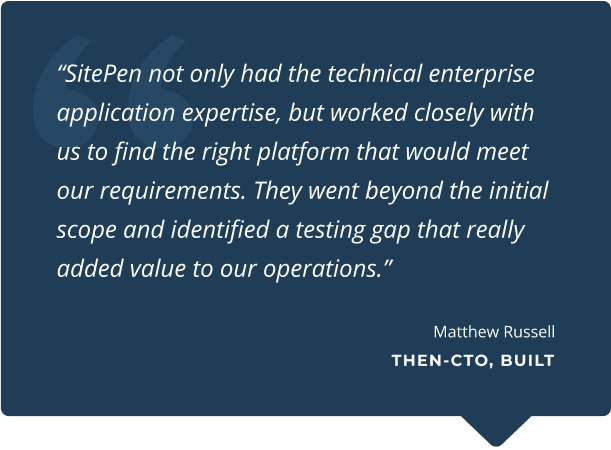 “SitePen not only had the technical enterprise
application expertise, but worked closely with
us to find the right platform that would meet
our requirements. They went beyond the initial
scope and identified a testing gap that really
added value to our operations.”
Matthew Russell
THEN-CTO, BUILT